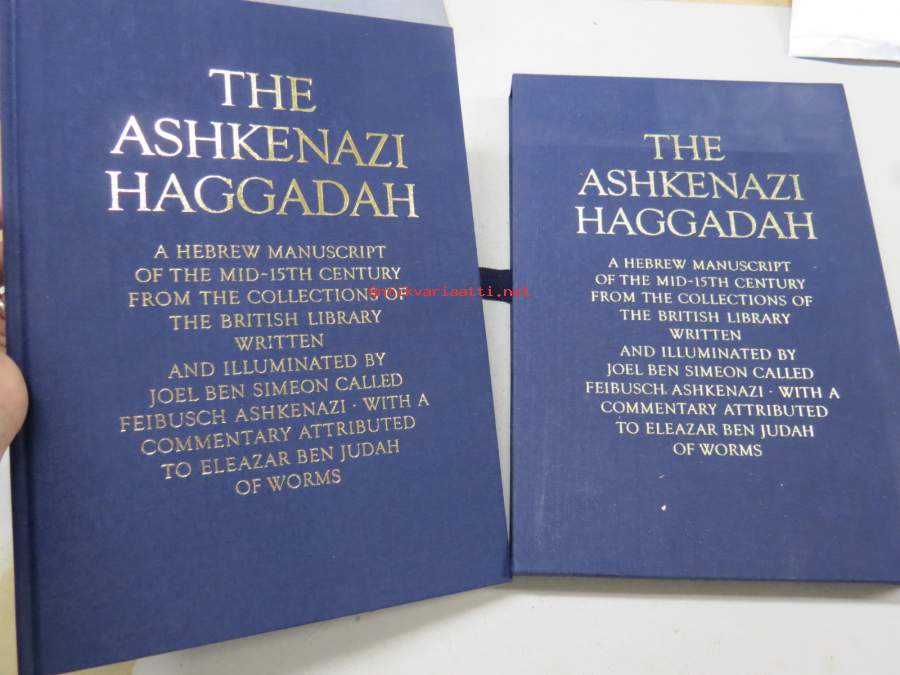 THE
ASHKENAZI
HAGGADAH
A HEBREW MANUSCRIPT
OF THE MID-15TH CENTURY
FROM THE COLLECTIONS OF
THE BRITISH LIBRARY
WRITTEN
AND ILLUMINATED BY
JOEL BEN SIMEON CALLED
FEIBUSCH ASHKENAZI · WITH A
COMMENTARY ATTRIBUTED
TO ELEAZAR BEN JUDAH
OF WORMS
antikvariaatti.net
THE
ASHKENAZI
HAGGADAH
A HEBREW MANUSCRIPT
OF THE MID-15TH CENTURY
FROM THE COLLECTIONS OF
THE BRITISH LIBRARY
WRITTEN
AND ILLUMINATED BY
JOEL BEN SIMEON CALLED
FEIBUSCH ASHKENAZI · WITH A
COMMENTARY ATTRIBUTED
TO ELEAZAR BEN JUDAH
OF WORMS